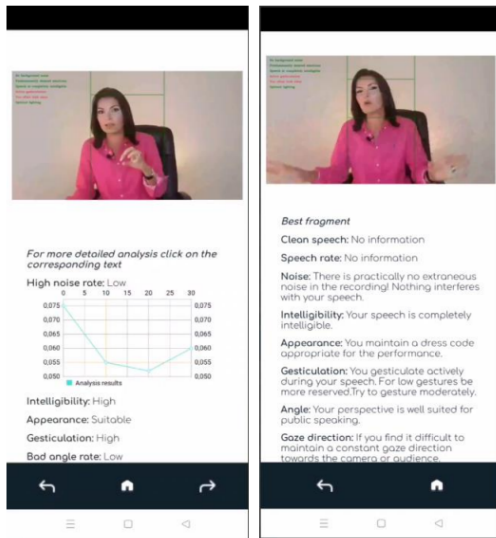 For more detailed analysis click on the
corresponding text
High noise rate: Low
0 5 10 15 20 25 30
0,075 0,075
0,070 0,070
0,065 0,065
0,060 0,060
0,055 0,055
0,050 0,050
Analysis results
Intelligibility: High
Appearance: Suitable
Gesticulation: High
Bad angle rate: Low
Best fragment
Clean speech: No information
Speech rate: No information
Noise: There is practically no extraneous
noise in the recording! Nothing interferes
with your speech.
Intelligibility: Your speech is completely
intelligible.
Appearance: You maintain a dress code
appropriate for the performance.
Gesticulation: You gesticulate actively
during your speech. For low gestures be
more reserved.Try to gesture moderately.
Angle: Your perspective is well suited for
public speaking.
Gaze direction: If you find it difficult to
maintain a constant gaze direction
towards the camera or audience.